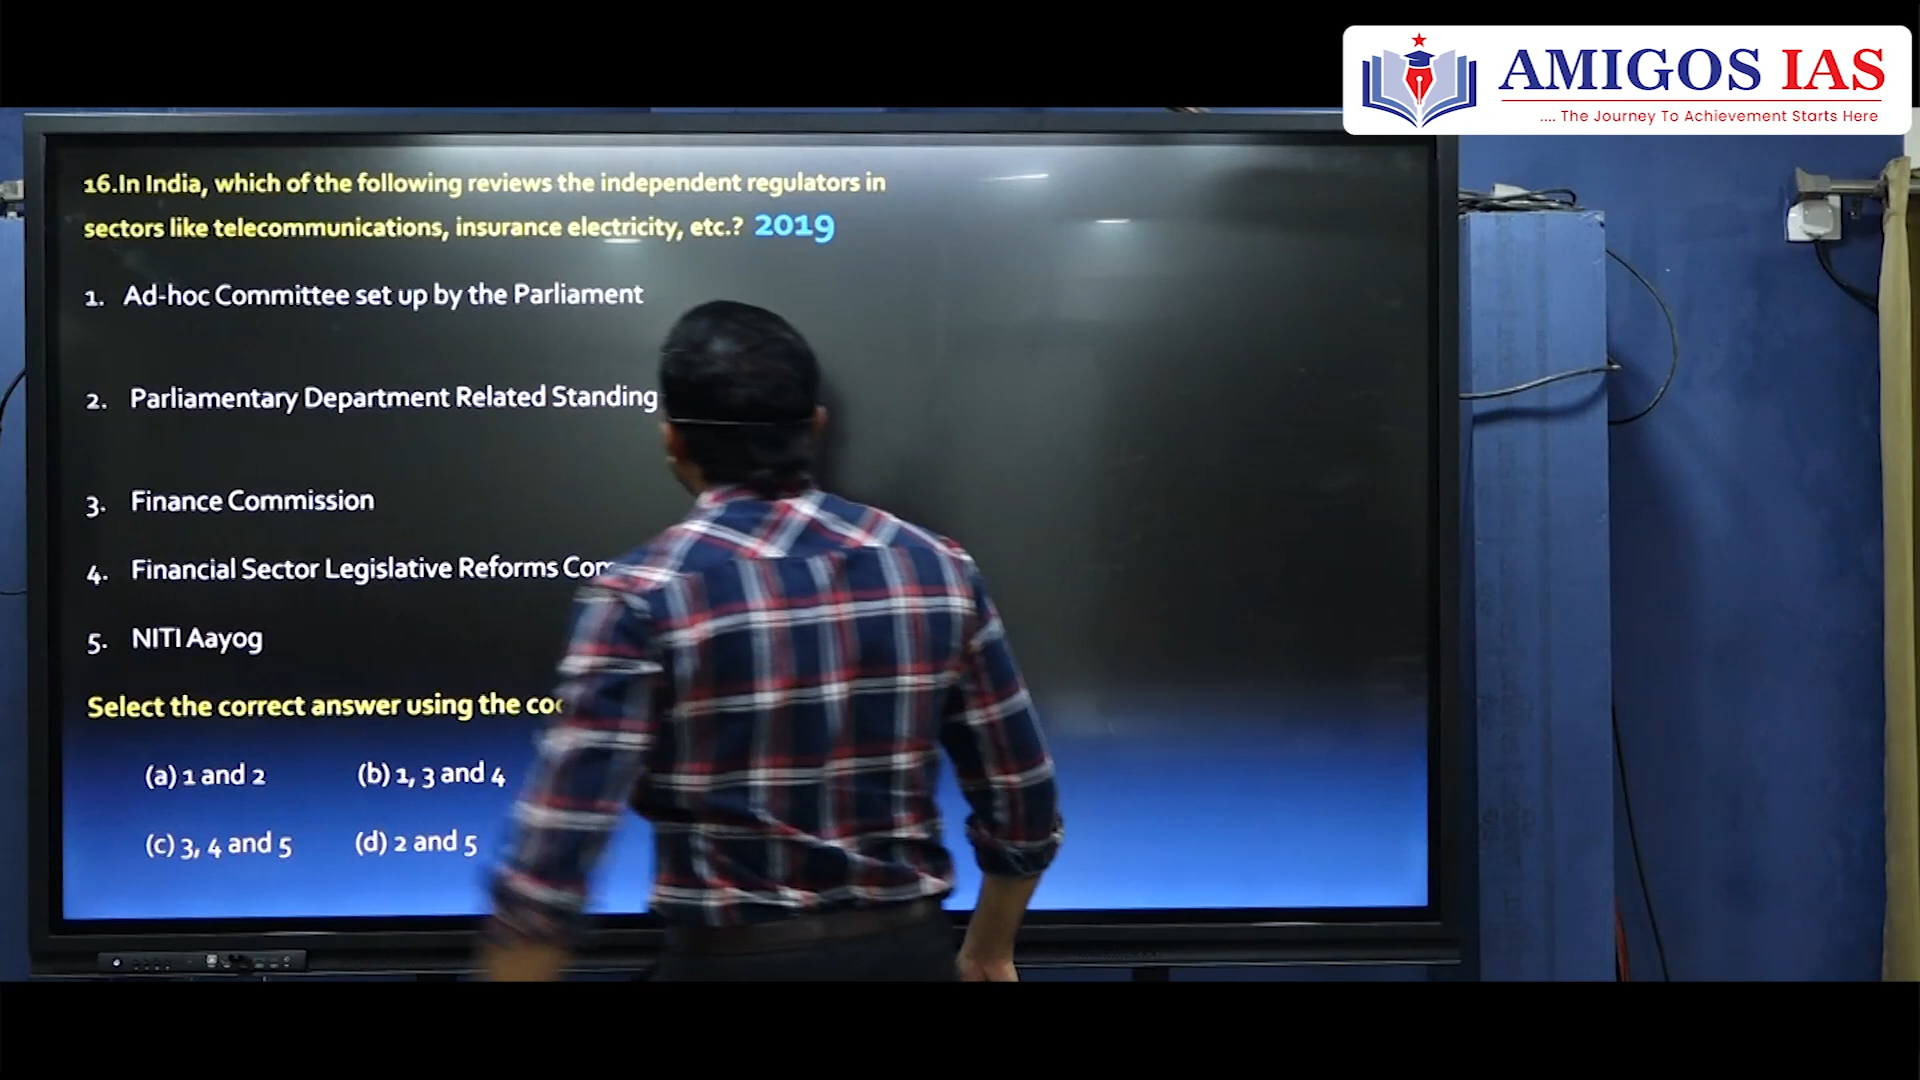 AMIGOS IAS
.... The Journey To Achievement Starts Here
16.In India, which of the following reviews the independent regulators in
sectors like telecommunications, insurance electricity, etc.? 2019
1. Ad-hoc Committee set up by the Parliament
2. Parliamentary Department Related Standing
3. Finance Commission
4. Financial Sector Legislative Reforms
5. NITI Aayog
Select the correct answer using the
(a) 1 and 2 (b) 1, 3 and 4
(c) 3, 4 and 5 (d) 2 and 5